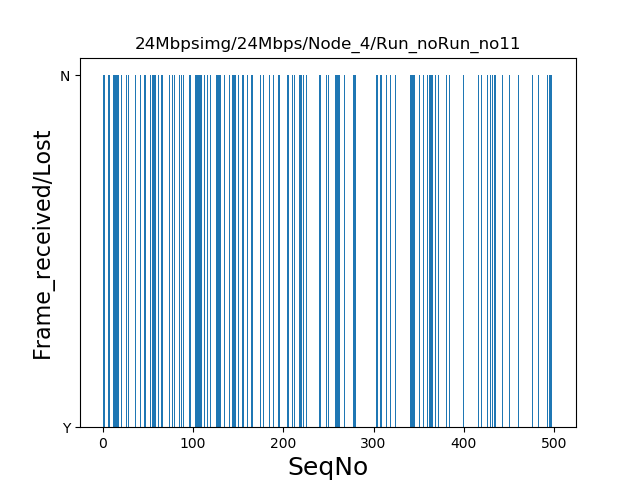 24Mbpsimg/24Mbps/Node_4/Run_noRun_no11
N
Frame_received/Lost
Y
0 100 200 300 400 500
SeqNo